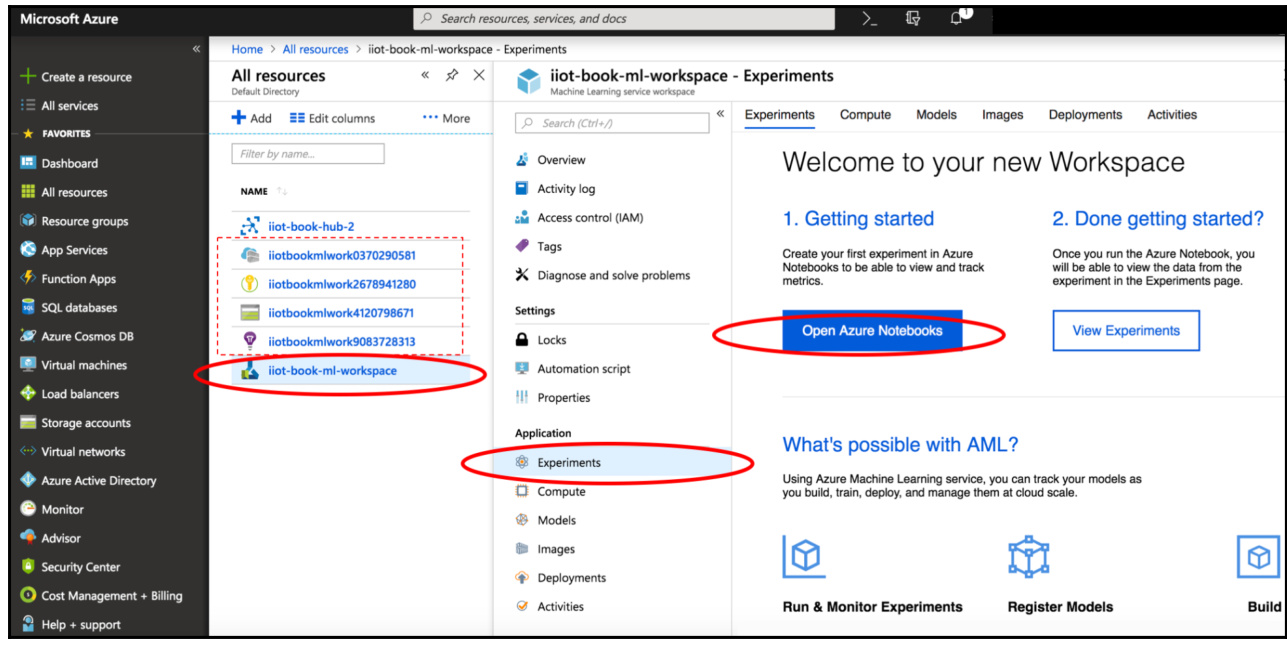 Microsoft Azure
Search resources, services, and docs
>_
1
«
Create a resource
All services
FAVORITES
Dashboard
All resources
Resource groups
App Services
Function Apps
SQL databases
Azure Cosmos DB
Virtual machines
Load balancers
Storage accounts
Virtual networks
Azure Active Directory
Monitor
Advisor
Security Center
Cost Management + Billing
Help + support
Home > All resources > iiot-book-ml-workspace - Experiments
All resources
Default Directory
Add Edit columns ··· More
Filter by name...
NAME
iiot-book-hub-2
iiotbookmlwork0370290581
iiotbookmlwork2678941280
iiotbookmlwork4120798671
iiotbookmlwork9083728313
iiot-book-ml-workspace
iiot-book-ml-workspace - Experiments
Machine Learning service workspace
Search (Ctrl+/)
Overview
Activity log
Access control (IAM)
Tags
Diagnose and solve problems
Settings
Locks
Automation script
Properties
Application
Experiments
Compute
Models
Images
Deployments
Activities
Experiments Compute Models Images Deployments Activities
Welcome to your new Workspace
1. Getting started
Create your first experiment in Azure
Notebooks to be able to view and track
metrics.
Open Azure Notebooks
2. Done getting started?
Once you run the Azure Notebook, you
will be able to view the data from the
experiment in the Experiments page.
View Experiments
What's possible with AML?
Using Azure Machine Learning service, you can track your models as
you build, train, deploy, and manage them at cloud scale.
Run & Monitor Experiments
Register Models
Build